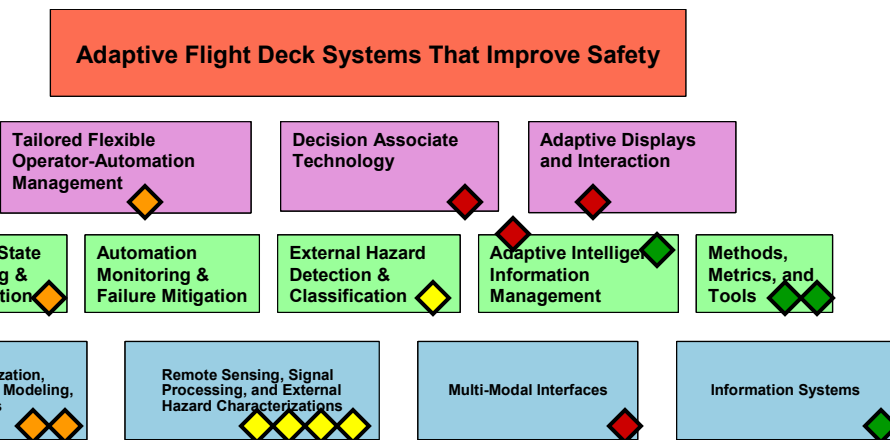 Adaptive Flight Deck Systems That Improve Safety
Tailored Flexible
Operator-Automation
Management
Decision Associate
Technology
Adaptive Displays
and Interaction
State
g &
tion
Automation
Monitoring &
Failure Mitigation
External Hazard
Detection &
Classification
Adaptive Intellige
Information
Management
Methods,
Metrics, and
Tools
zation,
Modeling,
s
Remote Sensing, Signal
Processing, and External
Hazard Characterizations
Multi-Modal Interfaces
Information Systems